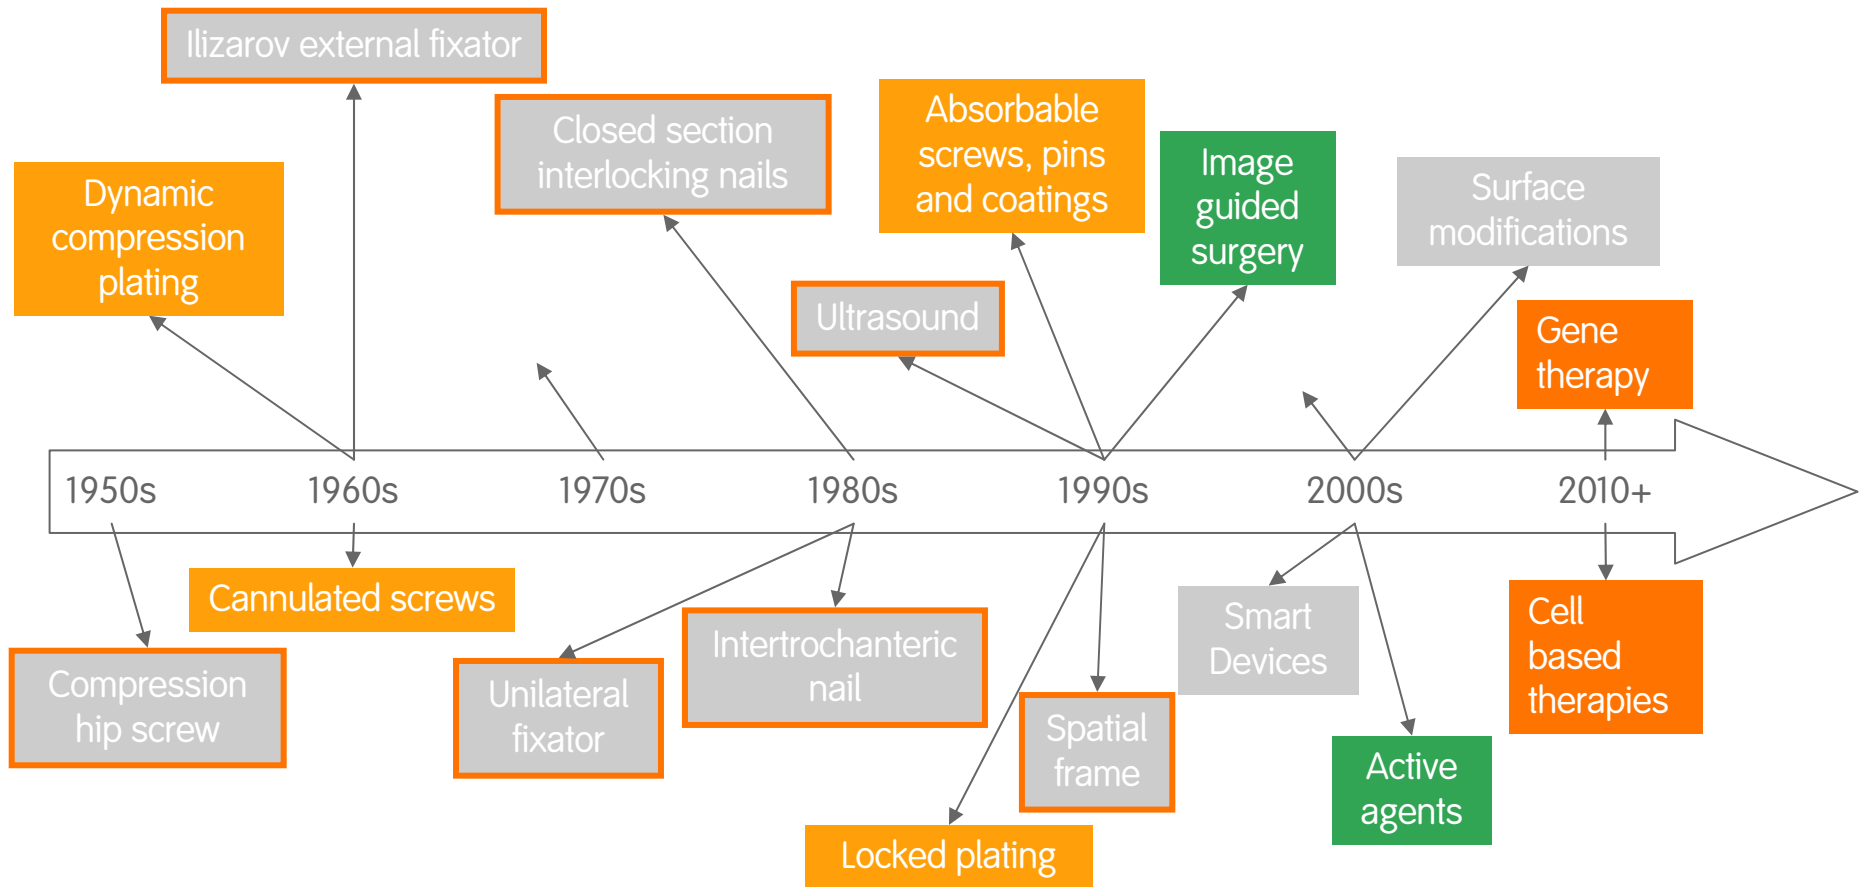 Ilizarov external fixator
Dynamic
compression
plating
Closed section
interlocking nails
Absorbable
screws, pins
and coatings
Image
guided
surgery
Surface
modifications
Ultrasound
Gene
therapy
1950s
1960s
1970s
1980s
1990s
2000s
2010+
Cannulated screws
Compression
hip screw
Unilateral
fixator
Intertrochanteric
nail
Spatial
frame
Locked plating
Smart
Devices
Active
agents
Cell
based
therapies